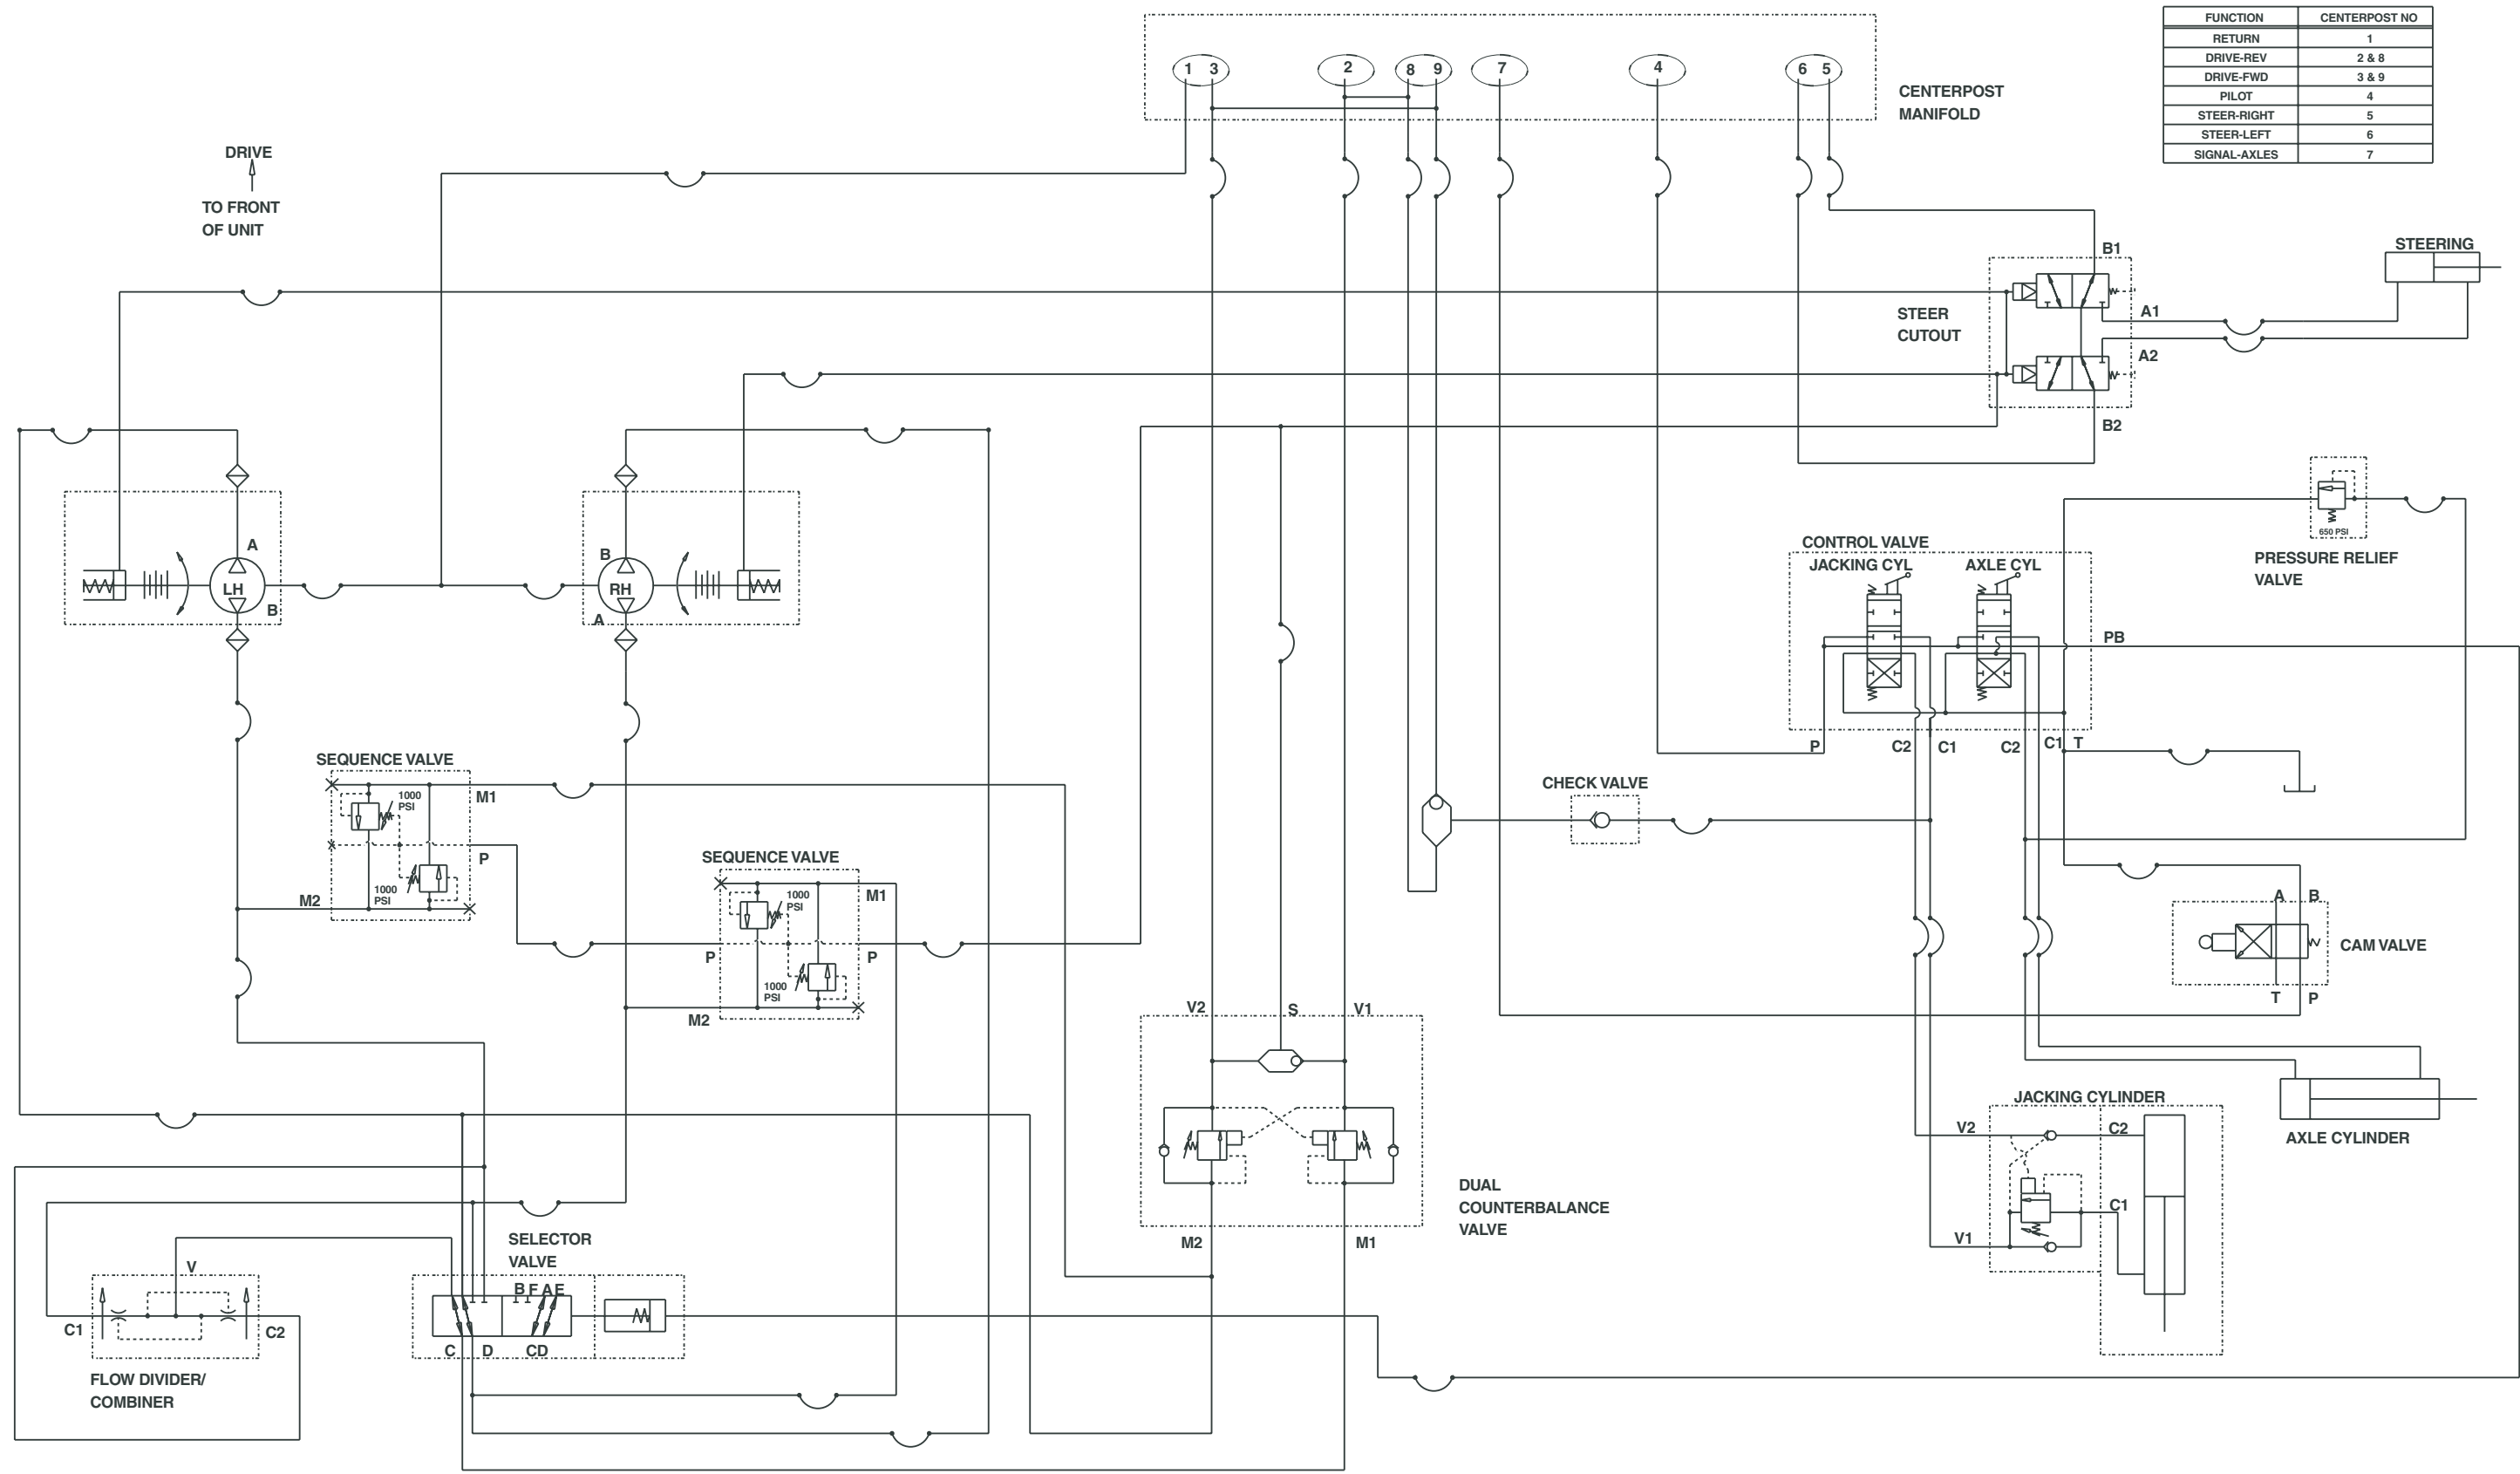 FUNCTION CENTERPOST NO
RETURN 1
DRIVE-REV 2 & 8
DRIVE-FWD 3 & 9
PILOT 4
STEER-RIGHT 5
STEER-LEFT 6
SIGNAL-AXLES 7
1 3 2 8 9 7 4 6 5
CENTERPOST
MANIFOLD
DRIVE
TO FRONT
OF UNIT
STEERING
B1
STEER
CUTOUT
A1
A2
B2
650 PSI
PRESSURE RELIEF
VALVE
CONTROL VALVE
JACKING CYL AXLE CYL
A
LH
B
B
RH
A
PB
P C2 C1 C2 C1 T
SEQUENCE VALVE
1000
PSI
M1
P
1000
PSI
M2
SEQUENCE VALVE
1000
PSI
M1
P P
1000
PSI
M2
CHECK VALVE
A B
CAM VALVE
T P
V2 S V1
DUAL
COUNTERBALANCE
VALVE
M2 M1
JACKING CYLINDER
V2 C2
C1
V1
AXLE CYLINDER
SELECTOR
VALVE
V
B F A E
C1 C2
C D CD
FLOW DIVIDER/
COMBINER